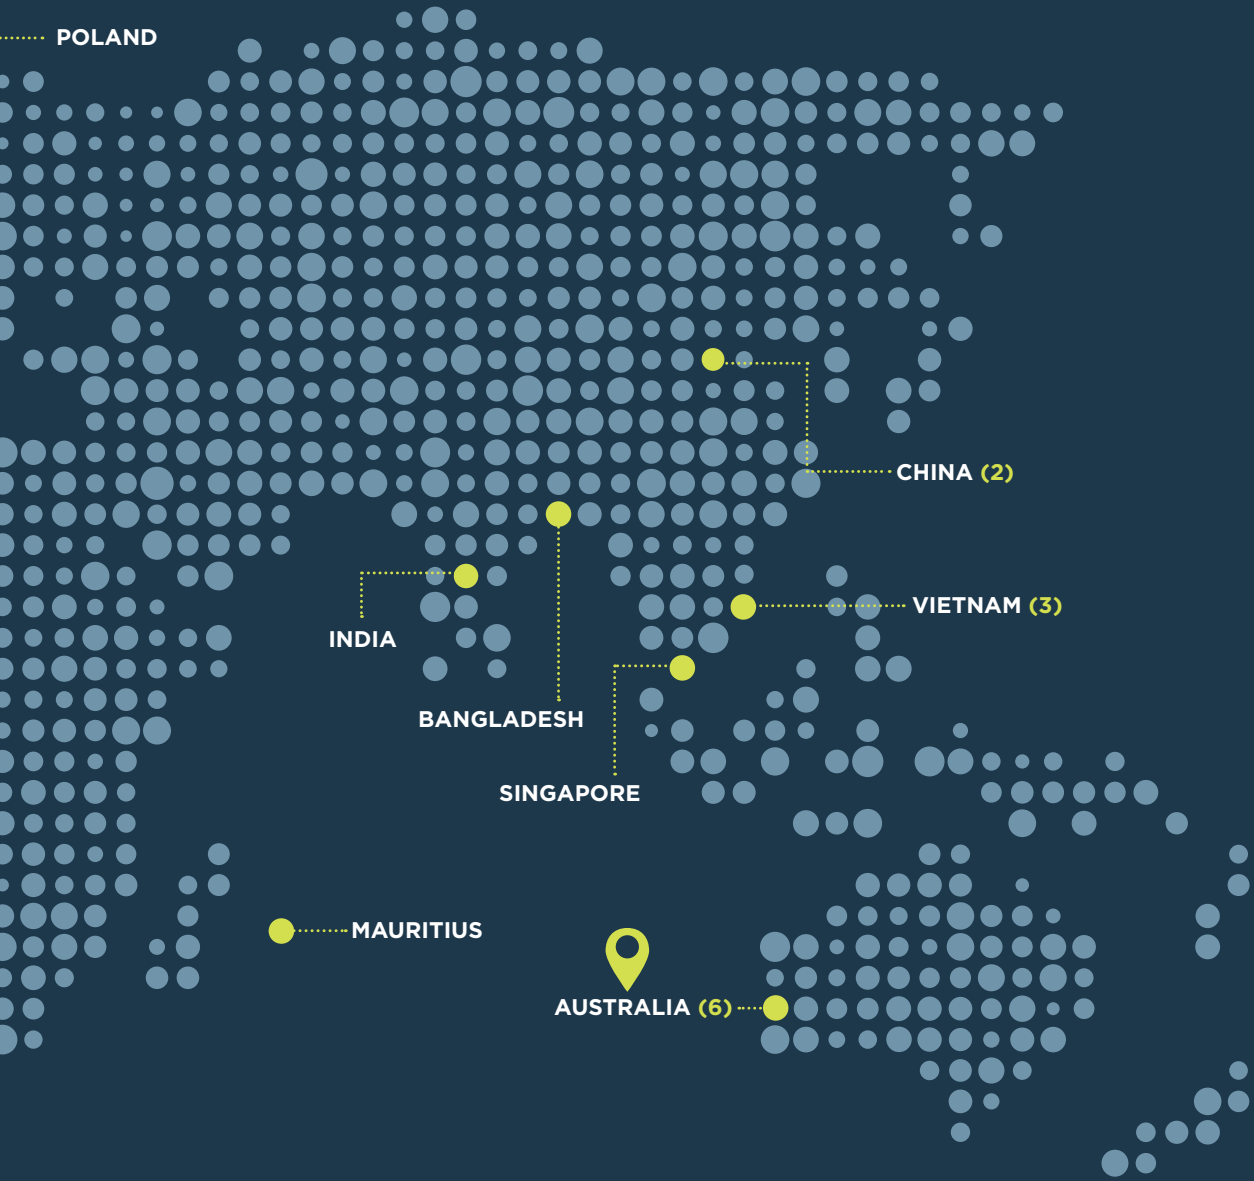 POLAND
CHINA (2)
VIETNAM (3)
INDIA
BANGLADESH
SINGAPORE
MAURITIUS
AUSTRALIA (6)